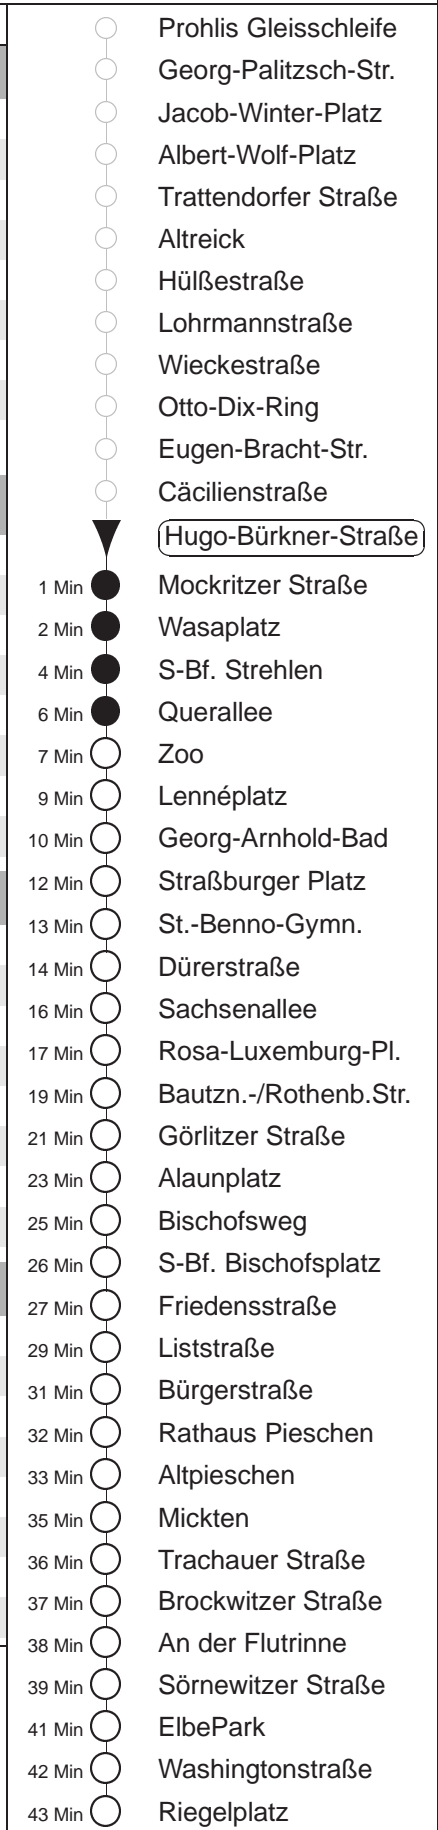 Prohlis Gleisschleife
Georg-Palitzsch-Str.
Jacob-Winter-Platz
Albert-Wolf-Platz
Trattendorfer Straße
Altreick
Hülßestraße
Lohrmannstraße
Wieckestraße
Otto-Dix-Ring
Eugen-Bracht-Str.
Cäcilienstraße
Hugo-Bürkner-Straße
1 Min Mockritzer Straße
2 Min Wasaplatz
4 Min S-Bf. Strehlen
6 Min Querallee
7 Min Zoo
9 Min Lennéplatz
10 Min Georg-Arnhold-Bad
12 Min Straßburger Platz
13 Min St.-Benno-Gymn.
14 Min Dürerstraße
16 Min Sachsenallee
17 Min Rosa-Luxemburg-Pl.
19 Min Bautzn.-/Rothenb.Str.
21 Min Görlitzer Straße
23 Min Alaunplatz
25 Min Bischofsweg
26 Min S-Bf. Bischofsplatz
27 Min Friedensstraße
29 Min Liststraße
31 Min Bürgerstraße
32 Min Rathaus Pieschen
33 Min Altpieschen
35 Min Mickten
36 Min Trachauer Straße
37 Min Brockwitzer Straße
38 Min An der Flutrinne
39 Min Sörnewitzer Straße
41 Min ElbePark
42 Min Washingtonstraße
43 Min Riegelplatz